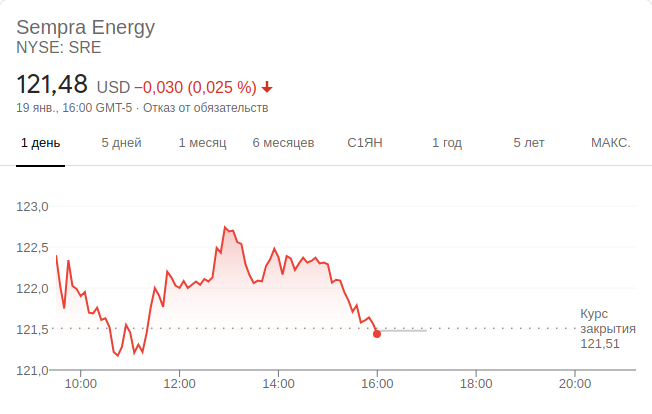 Sempra Energy
NYSE: SRE
121,48 USD −0,030 (0,025 %)
19 янв., 16:00 GMT-5 · Отказ от обязательств
1 день 5 дней 1 месяц 6 месяцев С1ЯН 1 год 5 лет МАКС.
123,0
122,5
122,0
121,5
121,0
Курс
закрытия
121,51
10:00 12:00 14:00 16:00 18:00 20:00